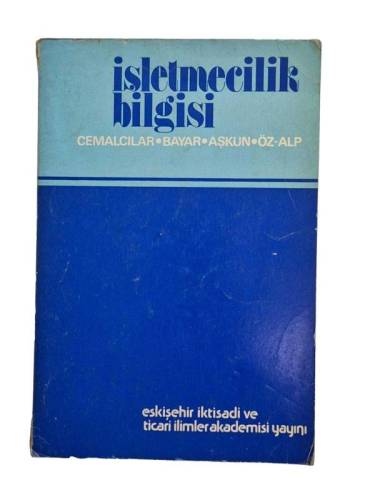 işletmecilik
bilgisi
CEMALCILAR•BAYAR•AŞKUN•ÖZ-ALP
eskişehir iktisadi ve
ticari ilimler akademisi yayını